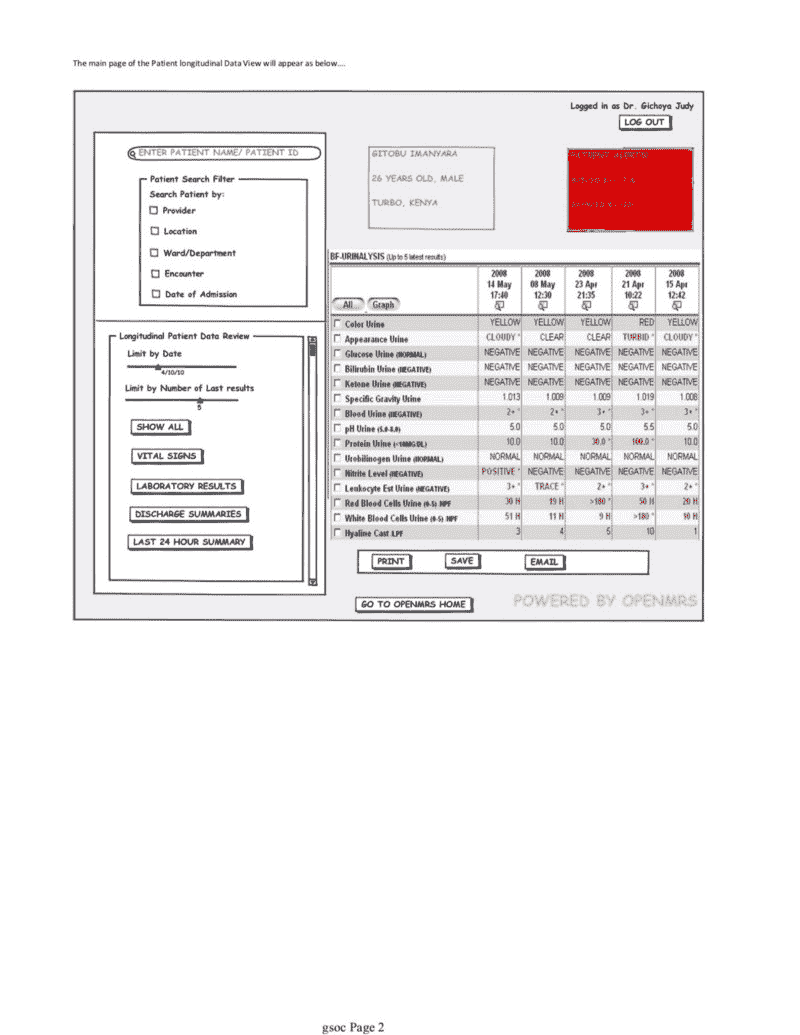 The main page of the Patient longitudinal Data View will appear as below....
Logged in as Dr. Gichoya Judy
LOG OUT
ENTER PATIENT NAME/ PATIENT ID
Patient Search Filter
Search Patient by:
Provider
Location
Ward/Department
Encounter
Date of Admission
GITOBU IMANYARA
26 YEARS OLD, MALE
TURBO, KENYA
Longitudinal Patient Data Review
Limit by Date
4/10/10
Limit by Number of Last results
5
SHOW ALL
VITAL SIGNS
LABORATORY RESULTS
DISCHARGE SUMMARIES
LAST 24 HOUR SUMMARY
BF-URINALYSIS (Up to 5 latest results)
2008 2008 2008 2008 2008
14 May 08 May 23 Apr 21 Apr 15 Apr
17:40 12:30 21:35 10:22 12:42
All... Graph
Color Urine YELLOW YELLOW YELLOW RED YELLOW
Appearance Urine CLOUDY * CLEAR CLEAR TURBID * CLOUDY *
Glucose Urine (NORMAL) NEGATIVE NEGATIVE NEGATIVE NEGATIVE NEGATIVE
Bilirubin Urine (NEGATIVE) NEGATIVE NEGATIVE NEGATIVE NEGATIVE NEGATIVE
Ketone Urine (NEGATIVE) NEGATIVE NEGATIVE NEGATIVE NEGATIVE NEGATIVE
Specific Gravity Urine 1.013 1.009 1.009 1.019 1.008
Blood Urine (NEGATIVE) 2+ * 2+ * 3+ * 3+ * 3+ *
pH Urine (5.0-8.0) 5.0 5.0 5.0 5.5 5.0
Protein Urine (<10MG/DL) 10.0 10.0 30.0 * 100.0 * 10.0
Urobilinogen Urine (NORMAL) NORMAL NORMAL NORMAL NORMAL NORMAL
Nitrite Level (NEGATIVE) POSITIVE * NEGATIVE NEGATIVE NEGATIVE NEGATIVE
Leukocyte Est Urine (NEGATIVE) 3+ * TRACE * 2+ * 3+ * 2+ *
Red Blood Cells Urine (0-5) /HPF 30 H 19 H >180 * 50 H 20 H
White Blood Cells Urine (0-5) /HPF 51 H 11 H 9 H >180 * 10 H
Hyaline Cast /LPF 3 4 5 10 1
PRINT SAVE EMAIL
GO TO OPENMRS HOME
POWERED BY OPENMRS
gsoc Page 2